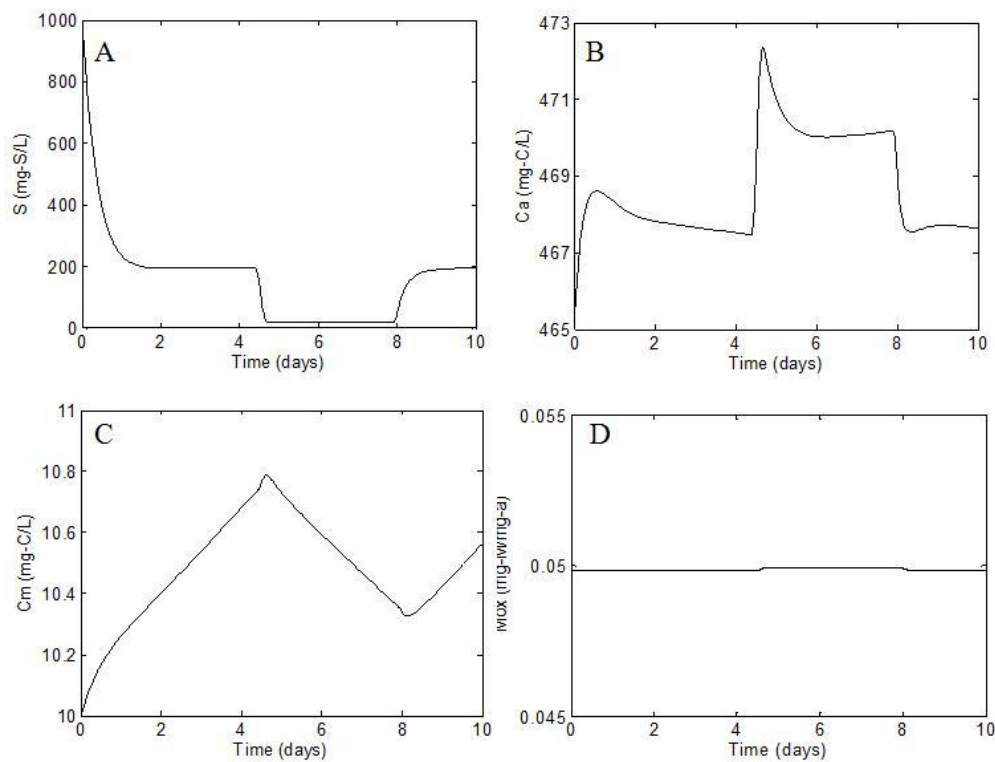 A
S (mg-S/L)
1000
800
600
400
200
0
0 2 4 6 8 10
Time (days)
B
Ca (mg-C/L)
473
471
469
467
465
0 2 4 6 8 10
Time (days)
C
Cm (mg-C/L)
11
10.8
10.6
10.4
10.2
10
0 2 4 6 8 10
Time (days)
D
0.055
0.05
0.045
0 2 4 6 8 10
Time (days)